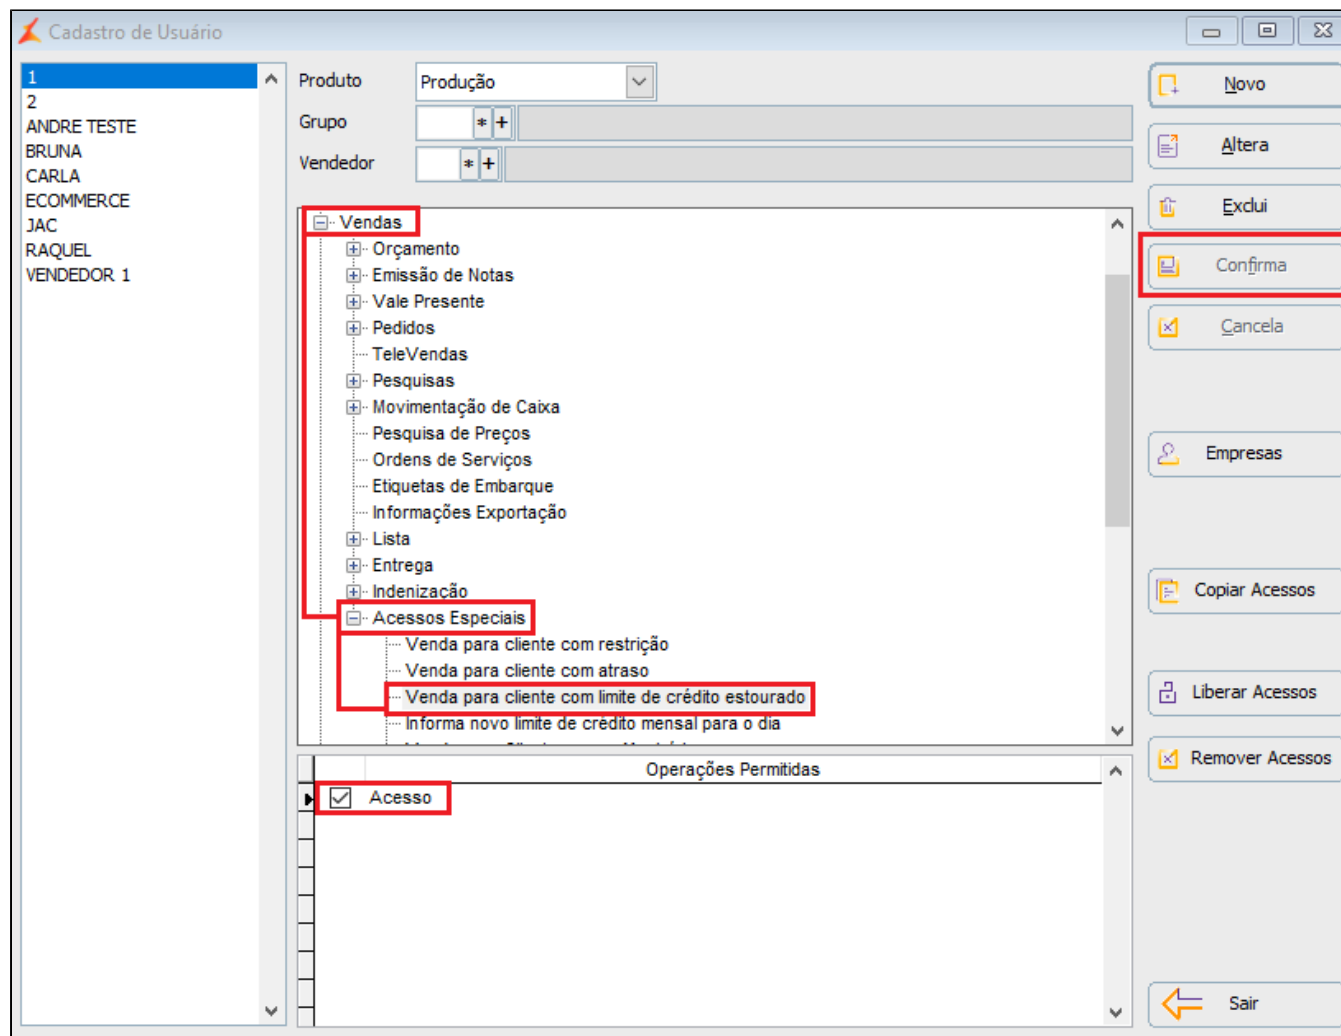 Cadastro de Usuário
1
2
ANDRE TESTE
BRUNA
CARLA
ECOMMERCE
JAC
RAQUEL
VENDEDOR 1
Produto Produção
Grupo * +
Vendedor * +
Vendas
Orçamento
Emissão de Notas
Vale Presente
Pedidos
TeleVendas
Pesquisas
Movimentação de Caixa
Pesquisa de Preços
Ordens de Serviços
Etiquetas de Embarque
Informações Exportação
Lista
Entrega
Indenização
Acessos Especiais
Venda para cliente com restrição
Venda para cliente com atraso
Venda para cliente com limite de crédito estourado
Informa novo limite de crédito mensal para o dia
Operações Permitidas
Acesso
Novo
Altera
Exclui
Confirma
Cancela
Empresas
Copiar Acessos
Liberar Acessos
Remover Acessos
Sair